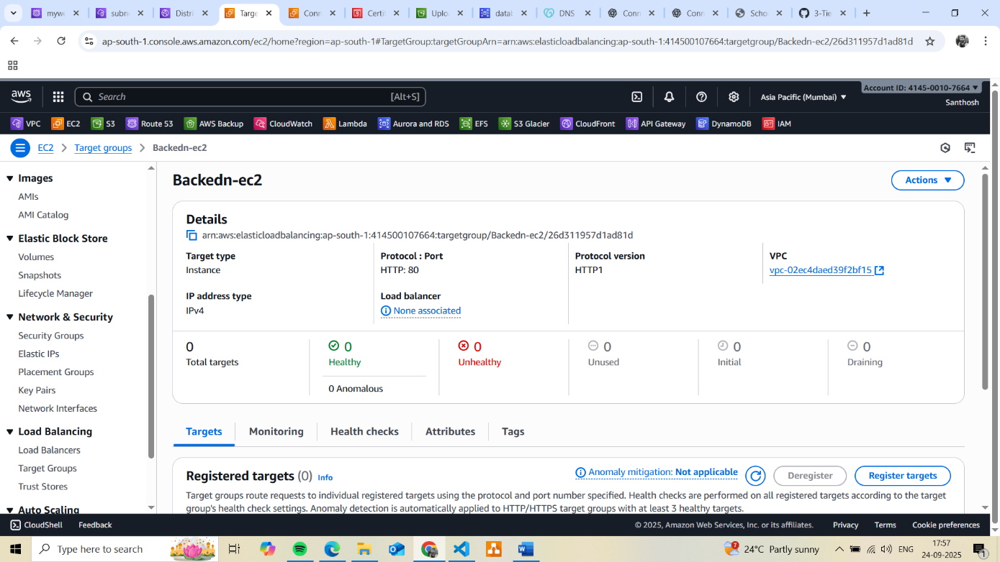 mywe
subn
Distri
Targe
Conn
Certif
Uploa
datab
DNS
Conn
Conn
Schoo
3-Tie
ap-south-1.console.aws.amazon.com/ec2/home?region=ap-south-1#TargetGroup:targetGroupArn=arn:aws:elasticloadbalancing:ap-south-1:414500107664:targetgroup/Backedn-ec2/26d311957d1ad81d
aws
Search
[Alt+S]
Asia Pacific (Mumbai)
Account ID: 4145-0010-7664
Santhosh
VPC
EC2
S3
Route 53
AWS Backup
CloudWatch
Lambda
Aurora and RDS
EFS
S3 Glacier
CloudFront
API Gateway
DynamoDB
IAM
EC2
Target groups
Backedn-ec2
Images
AMIs
AMI Catalog
Elastic Block Store
Volumes
Snapshots
Lifecycle Manager
Network & Security
Security Groups
Elastic IPs
Placement Groups
Key Pairs
Network Interfaces
Load Balancing
Load Balancers
Target Groups
Trust Stores
Auto Scaling
Backedn-ec2
Actions
Details
arn:aws:elasticloadbalancing:ap-south-1:414500107664:targetgroup/Backedn-ec2/26d311957d1ad81d
Target type
Instance
Protocol : Port
HTTP: 80
Protocol version
HTTP1
VPC
vpc-02ec4daed39f2bf15
IP address type
IPv4
Load balancer
None associated
0
Total targets
0
Healthy
0 Anomalous
0
Unhealthy
0
Unused
0
Initial
0
Draining
Targets
Monitoring
Health checks
Attributes
Tags
Registered targets (0) Info
Anomaly mitigation: Not applicable
Deregister
Register targets
Target groups route requests to individual registered targets using the protocol and port number specified. Health checks are performed on all registered targets according to the target
group's health check settings. Anomaly detection is automatically applied to HTTP/HTTPS target groups with at least 3 healthy targets.
CloudShell
Feedback
© 2025, Amazon Web Services, Inc. or its affiliates.
Privacy
Terms
Cookie preferences
Type here to search
7
24°C Partly sunny
ENG
17:57
24-09-2025
1